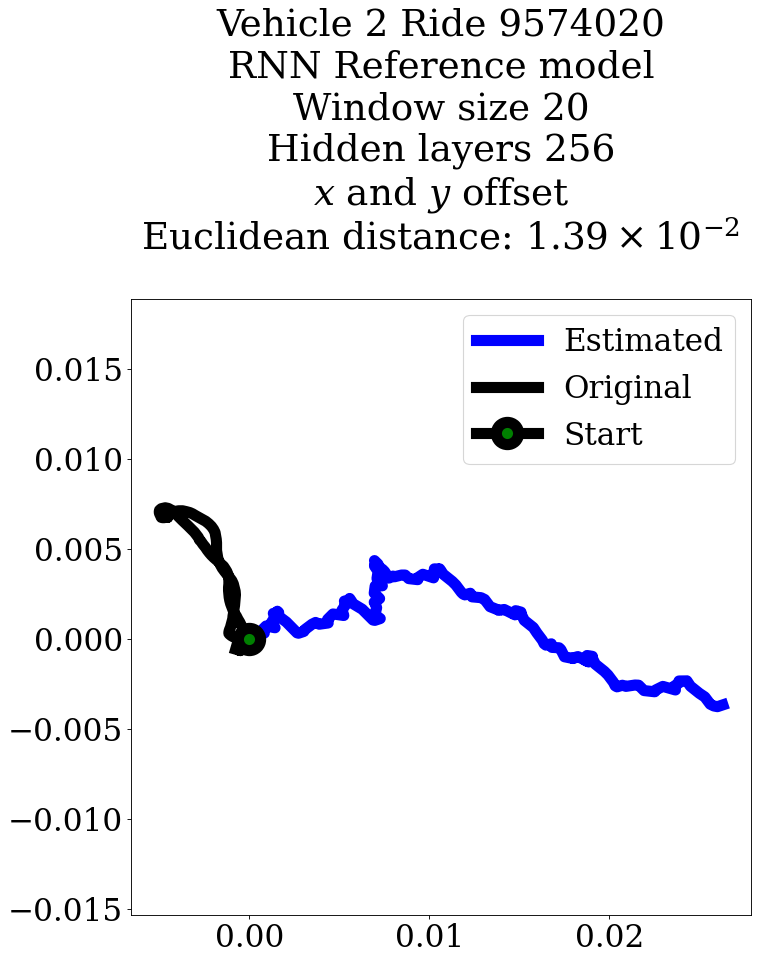 Vehicle 2 Ride 9574020
RNN Reference model
Window size 20
Hidden layers 256
x and y offset
Euclidean distance: 1.39 × 10⁻²
Estimated
Original
Start
0.015
0.010
0.005
0.000
−0.005
−0.010
−0.015
0.00 0.01 0.02